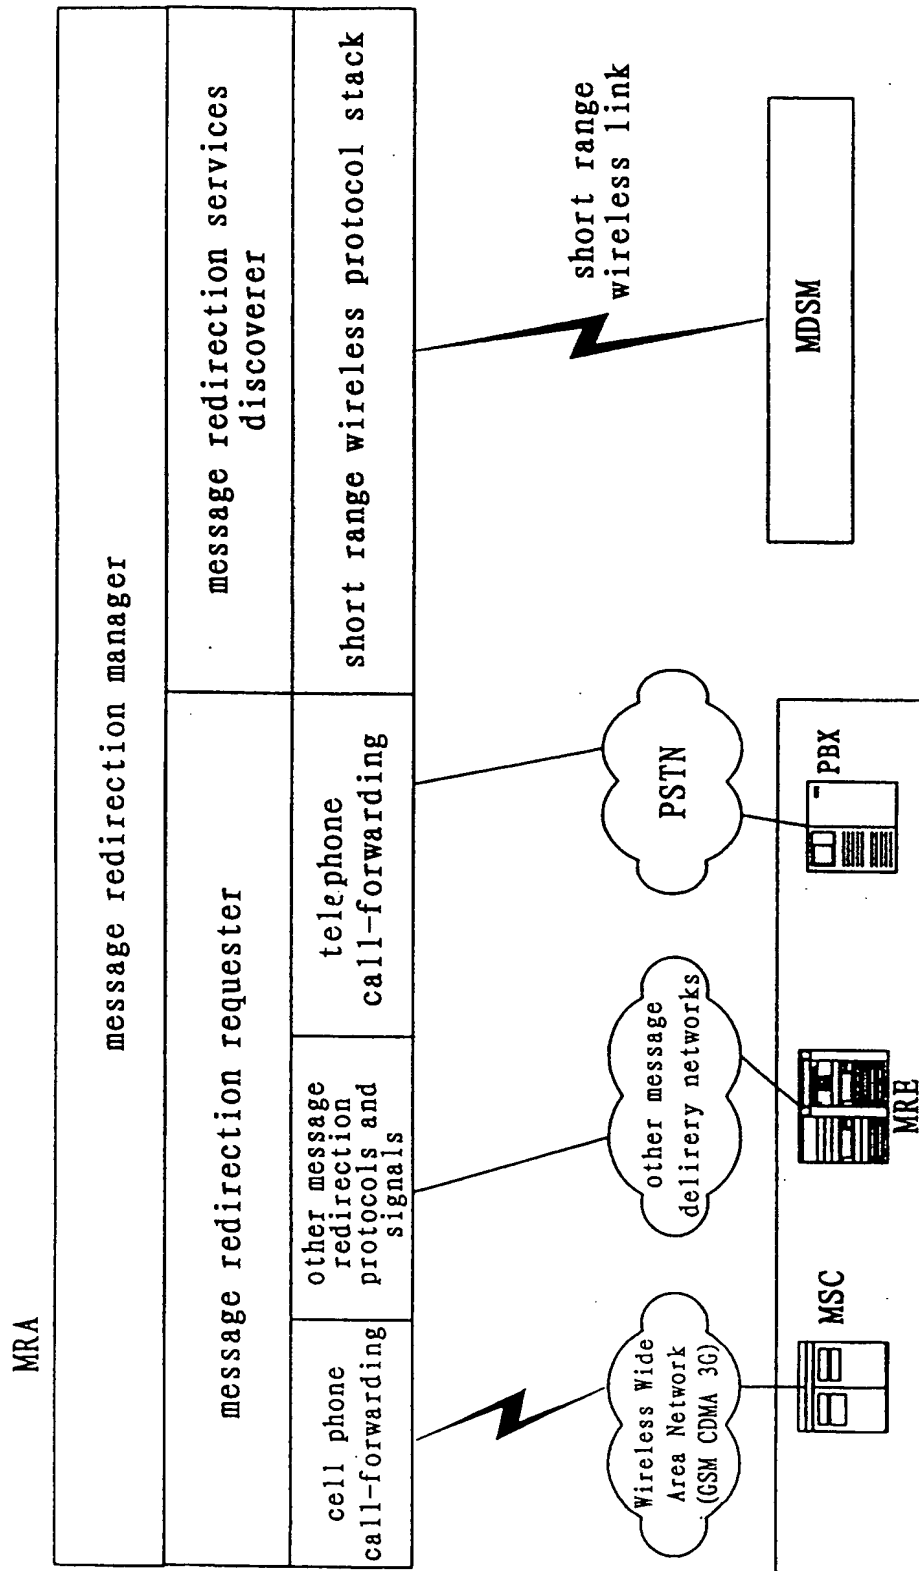 MRA
message redirection manager
message redirection requester
message redirection services
discoverer
cell phone
call-forwarding
other message
redirection
protocols and
signals
telephone
call-forwarding
short range wireless protocol stack
short range
wireless link
Wireless Wide
Area Network
(GSM CDMA 3G)
other message
delirery networks
PSTN
MDSM
MSC
MRE
PBX